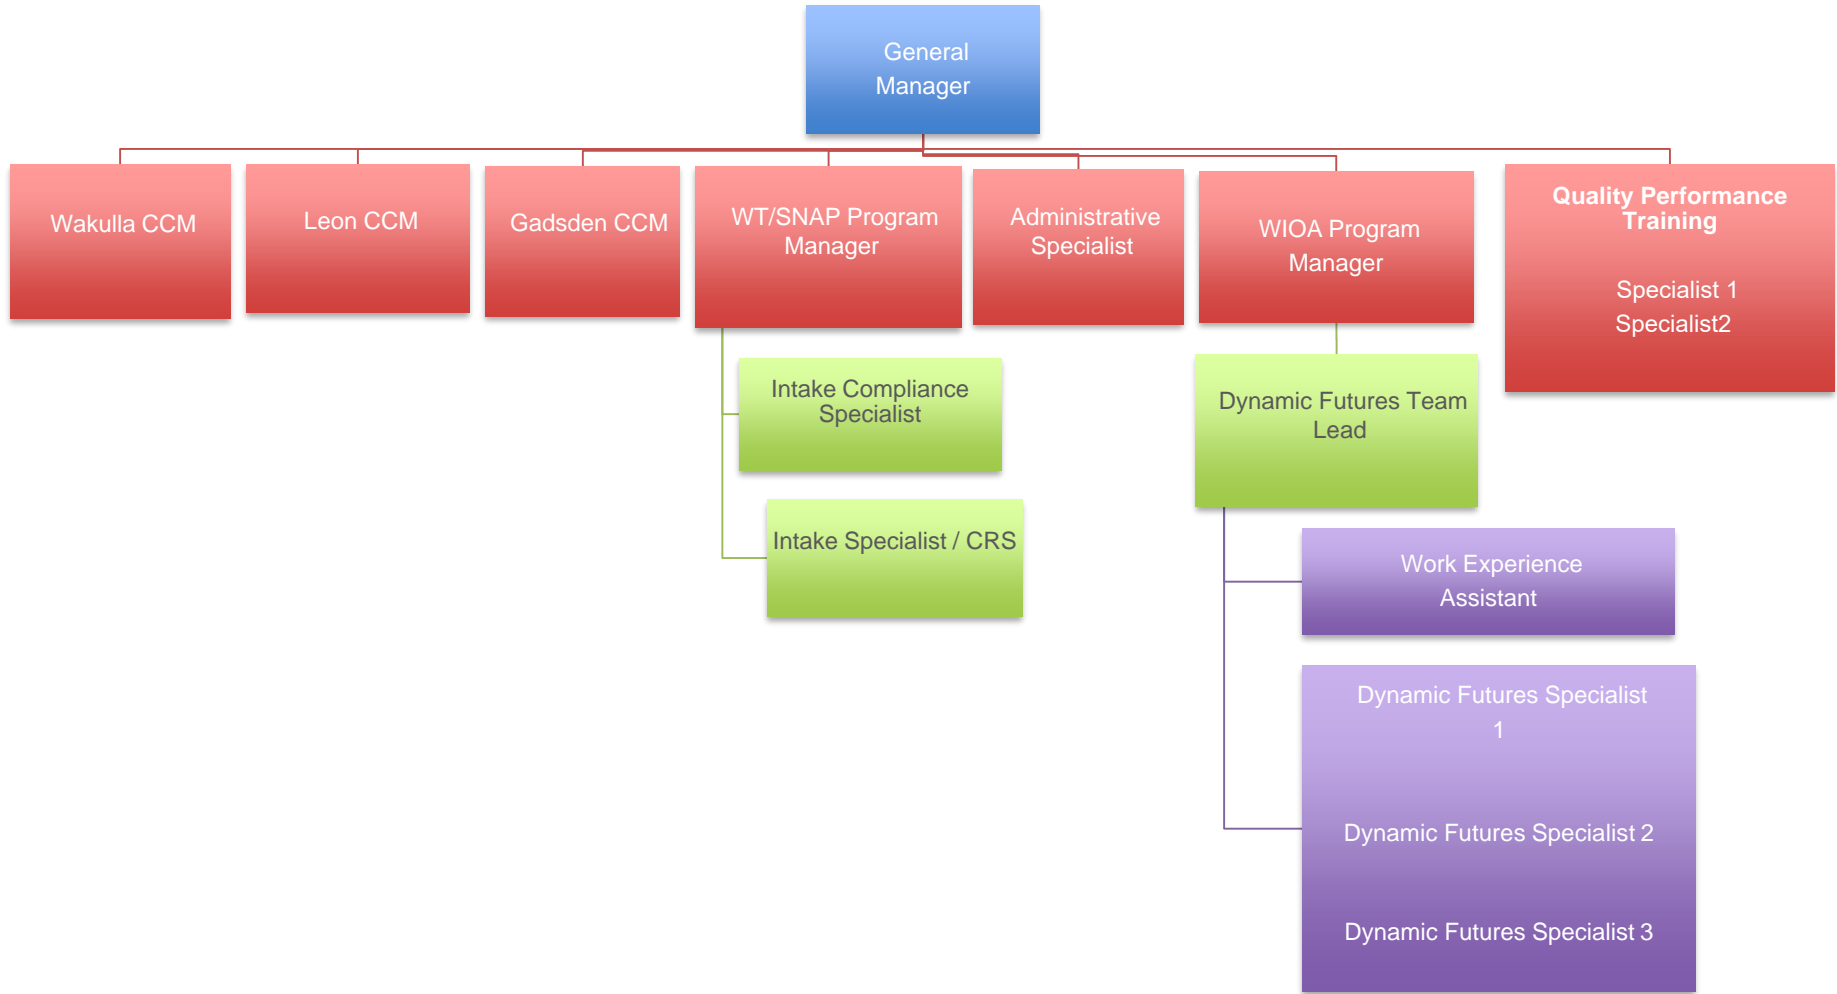 General
Manager
Wakulla CCM
Leon CCM
Gadsden CCM
WT/SNAP Program
Manager
Administrative
Specialist
WIOA Program
Manager
Quality Performance
Training
Specialist 1
Specialist2
Intake Compliance
Specialist
Intake Specialist / CRS
Dynamic Futures Team
Lead
Work Experience
Assistant
Dynamic Futures Specialist
1
Dynamic Futures Specialist 2
Dynamic Futures Specialist 3